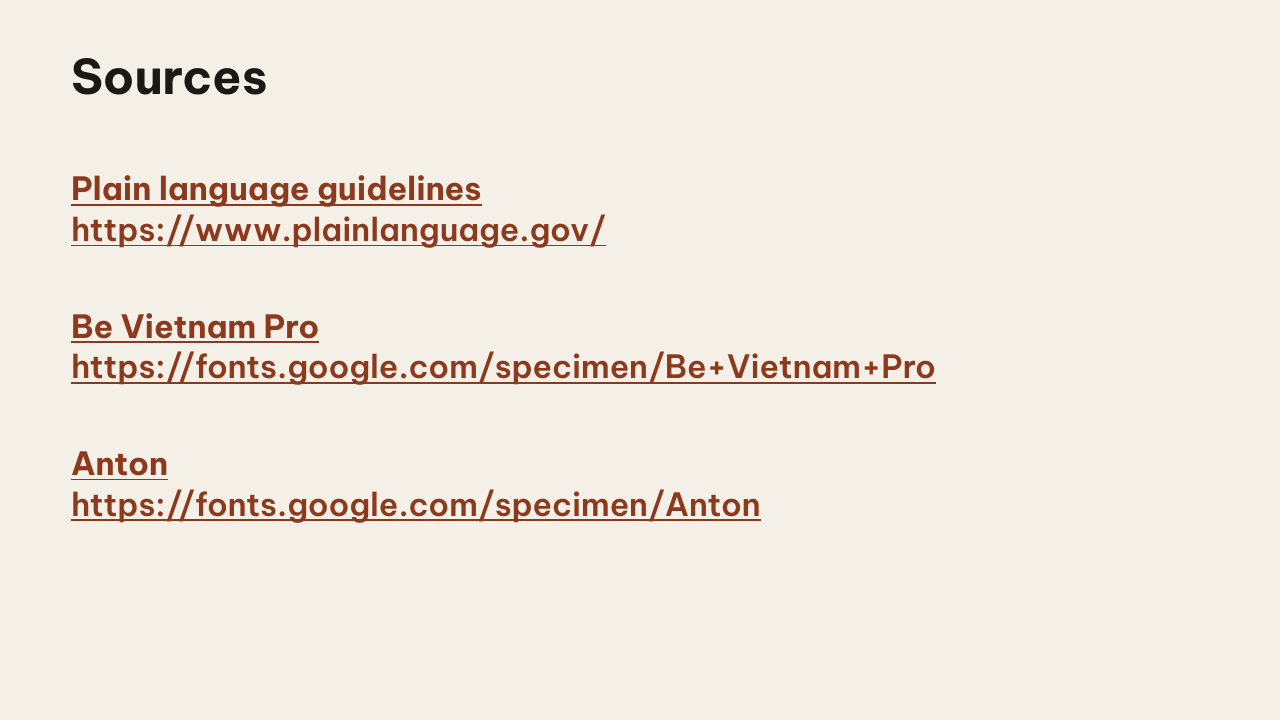 Sources
Plain language guidelines
https://www.plainlanguage.gov/
Be Vietnam Pro
https://fonts.google.com/specimen/Be+Vietnam+Pro
Anton
https://fonts.google.com/specimen/Anton